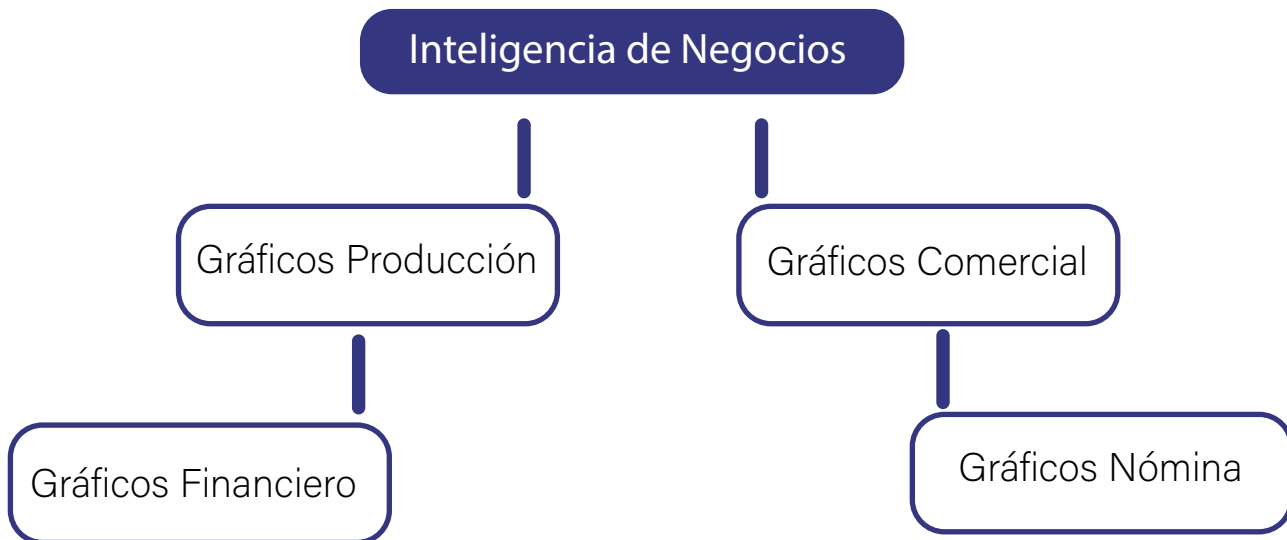 Inteligencia de Negocios
Gráficos Producción
Gráficos Comercial
Gráficos Financiero
Gráficos Nómina